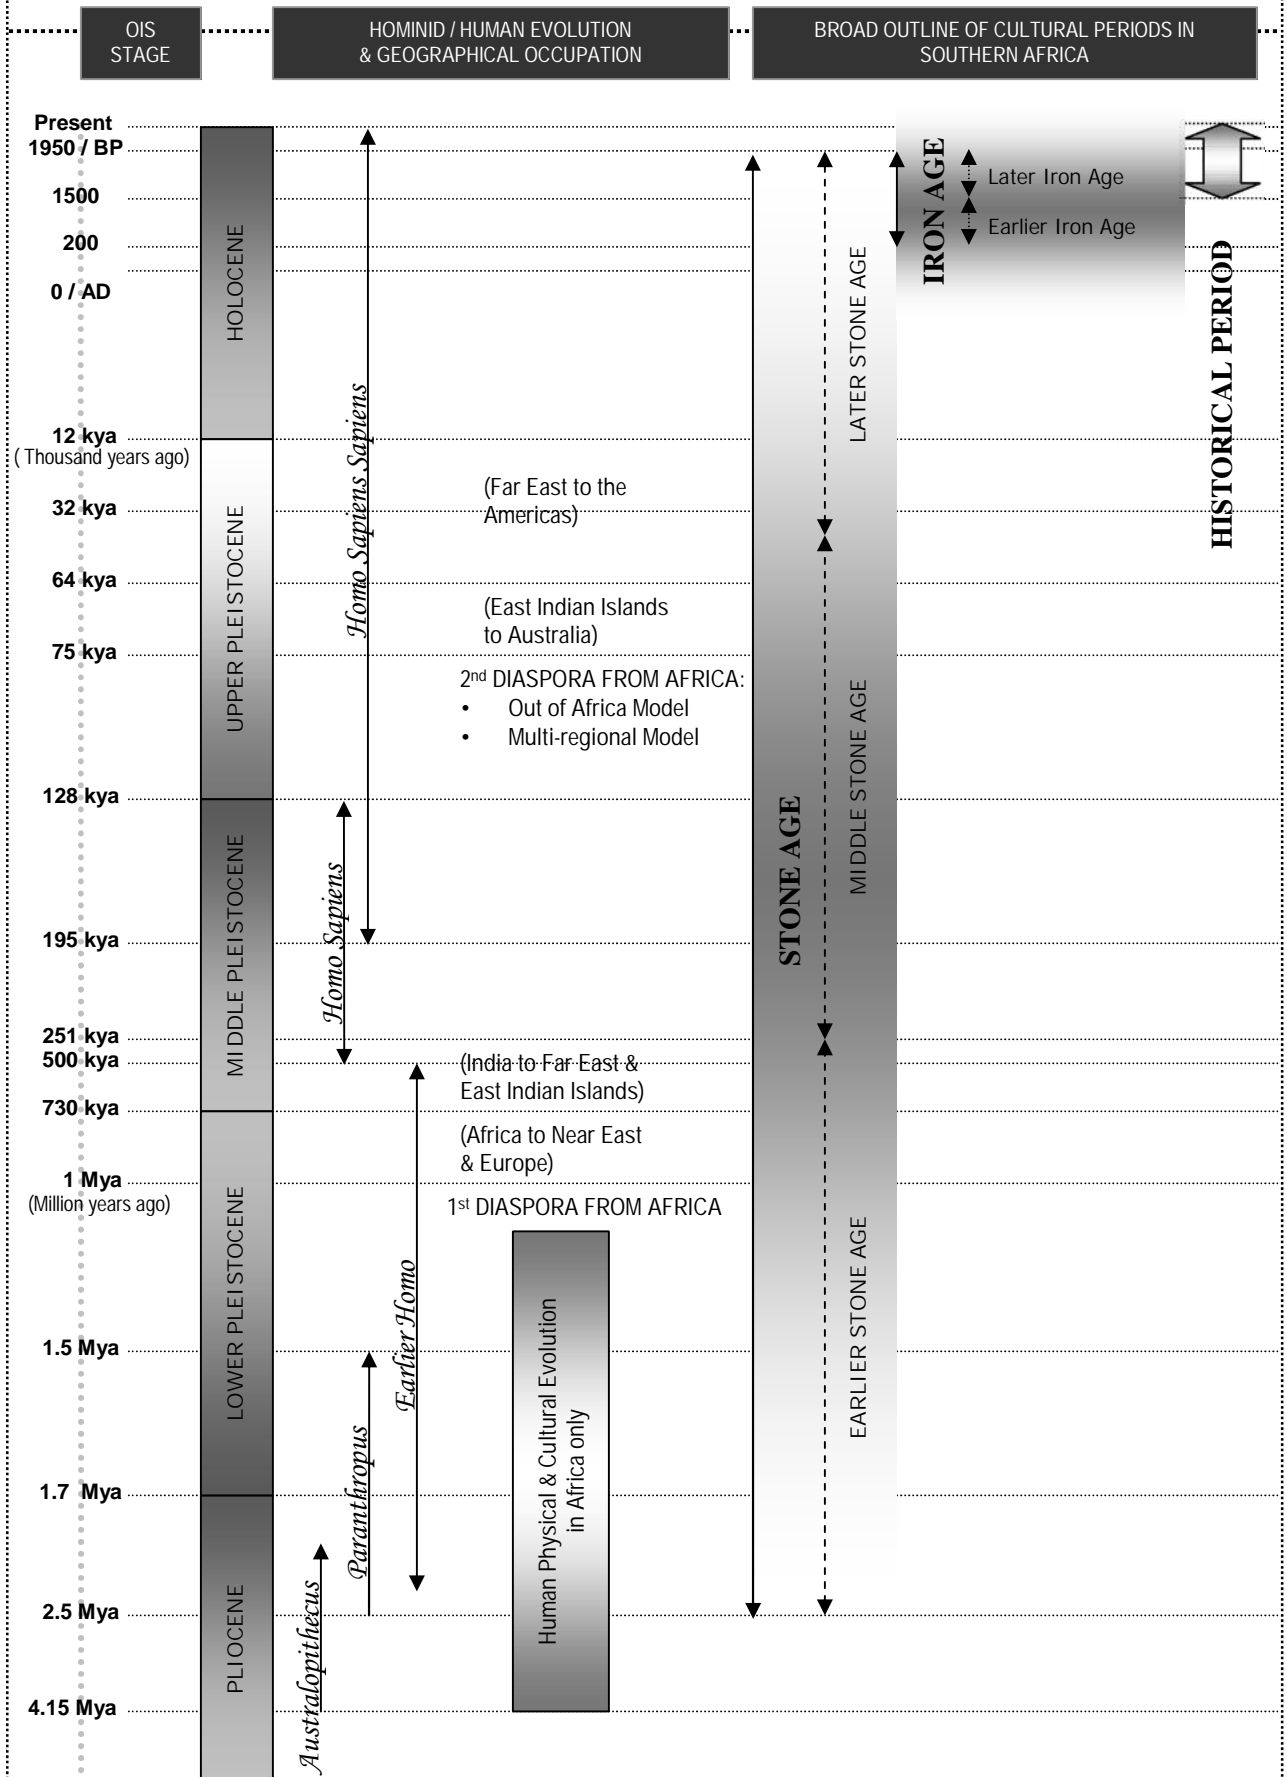 OIS
STAGE
HOMINID / HUMAN EVOLUTION
& GEOGRAPHICAL OCCUPATION
BROAD OUTLINE OF CULTURAL PERIODS IN
SOUTHERN AFRICA
Present
1950 / BP
1500
200
0 / AD
12 kya
( Thousand years ago)
32 kya
64 kya
75 kya
128 kya
195 kya
251 kya
500 kya
730 kya
1 Mya
(Million years ago)
1.5 Mya
1.7 Mya
2.5 Mya
4.15 Mya
HOLOCENE
UPPER PLEISTOCENE
MIDDLE PLEISTOCENE
LOWER PLEISTOCENE
PLIOCENE
Homo Sapiens Sapiens
Homo Sapiens
Earlier Homo
Paranthropus
Australopithecus
(Far East to the
Americas)
(East Indian Islands
to Australia)
2nd DIASPORA FROM AFRICA:
• Out of Africa Model
• Multi-regional Model
(India to Far East &
East Indian Islands)
(Africa to Near East
& Europe)
1st DIASPORA FROM AFRICA
Human Physical & Cultural Evolution
in Africa only
STONE AGE
LATER STONE AGE
MIDDLE STONE AGE
EARLIER STONE AGE
IRON AGE
Later Iron Age
Earlier Iron Age
HISTORICAL PERIOD